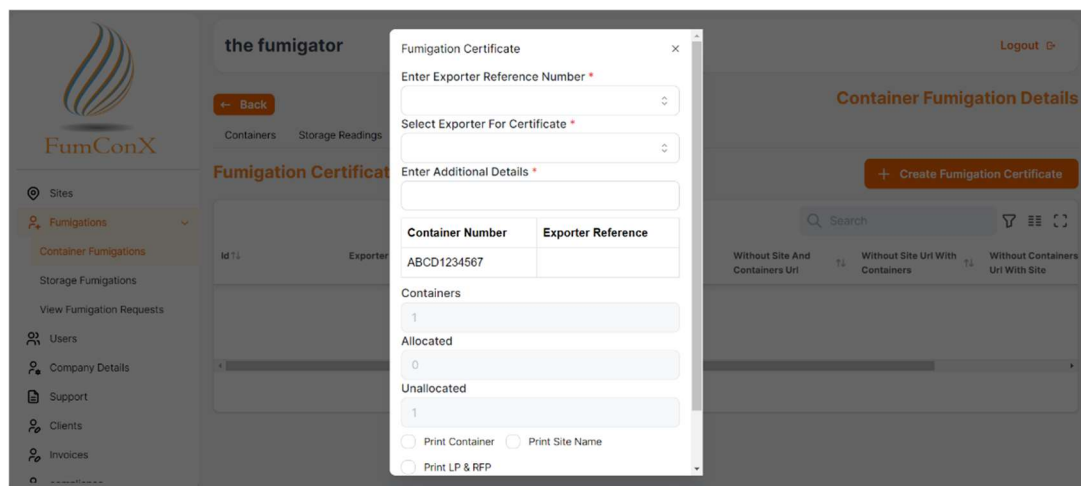 FumConX
Sites
Fumigations
Container Fumigations
Storage Fumigations
View Fumigation Requests
Users
Company Details
Support
Clients
Invoices
the fumigator
Logout
← Back
Container Fumigation Details
Containers Storage Readings
Fumigation Certificat
+ Create Fumigation Certificate
Search
Id Exporter
Without Site And Containers Url
Without Site Url With Containers
Without Containers Url With Site
Fumigation Certificate ×
Enter Exporter Reference Number *
Select Exporter For Certificate *
Enter Additional Details *
Container Number Exporter Reference
ABCD1234567
Containers
1
Allocated
0
Unallocated
1
Print Container Print Site Name
Print LP & RFP